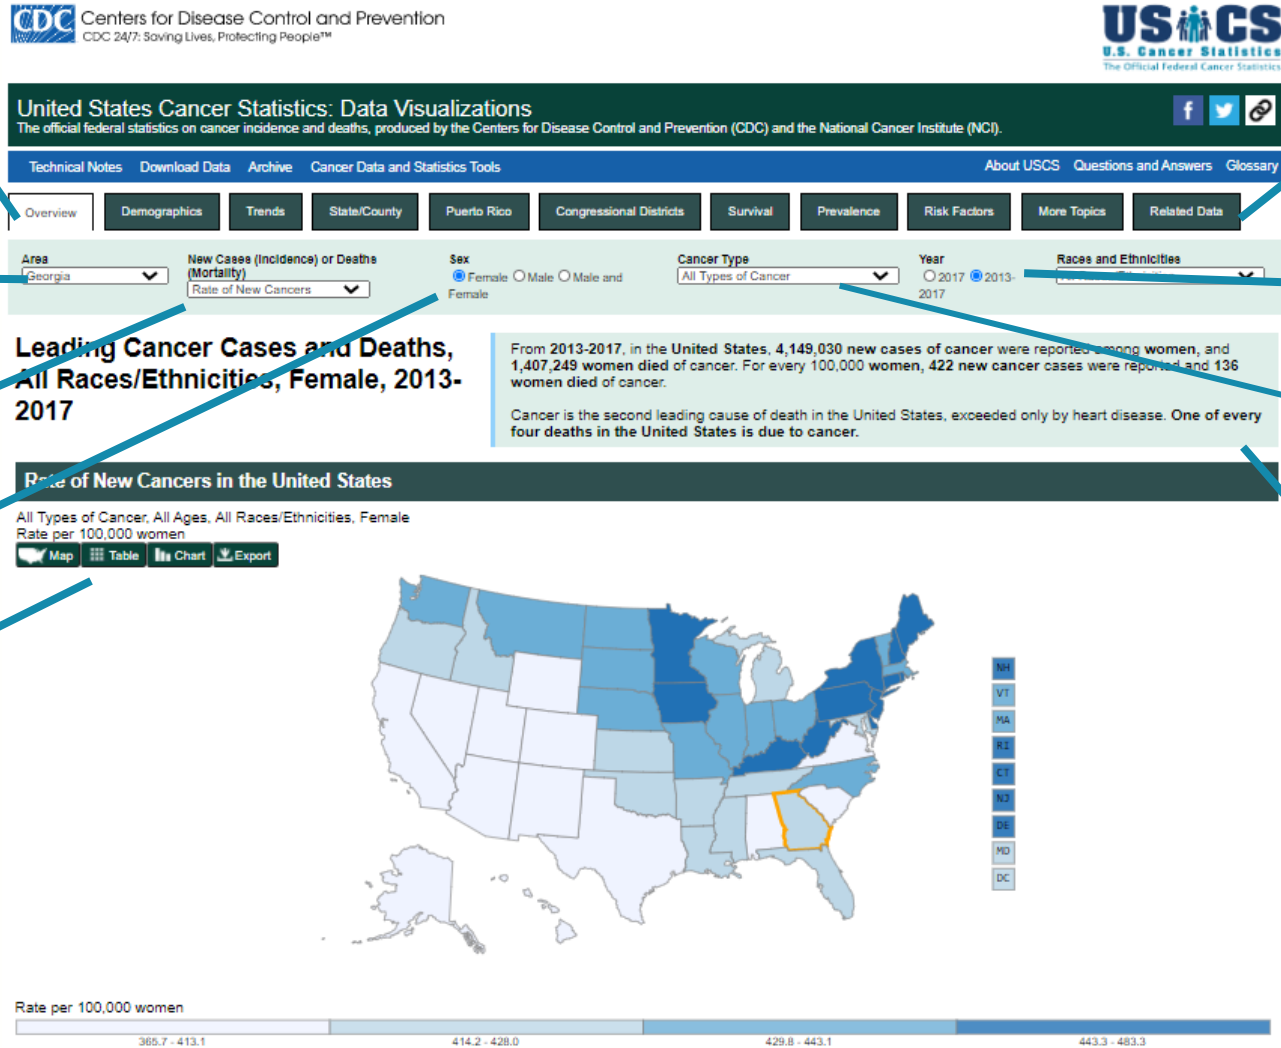 CDC Centers for Disease Control and Prevention
CDC 24/7: Saving Lives, Protecting People™
USCS
U.S. Cancer Statistics
The Official Federal Cancer Statistics
United States Cancer Statistics: Data Visualizations
The official federal statistics on cancer incidence and deaths, produced by the Centers for Disease Control and Prevention (CDC) and the National Cancer Institute (NCI).
f
Technical Notes Download Data Archive Cancer Data and Statistics Tools About USCS Questions and Answers Glossary
Overview Demographics Trends State/County Puerto Rico Congressional Districts Survival Prevalence Risk Factors More Topics Related Data
Area
Georgia
New Cases (Incidence) or Deaths
(Mortality)
Rate of New Cancers
Sex
Female Male Male and
Female
Cancer Type
All Types of Cancer
Year
2017 2013-
2017
Races and Ethnicities
Leading Cancer Cases and Deaths,
All Races/Ethnicities, Female, 2013-
2017
From 2013-2017, in the United States, 4,149,030 new cases of cancer were reported among women, and
1,407,249 women died of cancer. For every 100,000 women, 422 new cancer cases were reported and 136
women died of cancer.
Cancer is the second leading cause of death in the United States, exceeded only by heart disease. One of every
four deaths in the United States is due to cancer.
Rate of New Cancers in the United States
All Types of Cancer, All Ages, All Races/Ethnicities, Female
Rate per 100,000 women
Map Table Chart Export
NH
VT
MA
RI
CT
NJ
DE
MD
DC
Rate per 100,000 women
365.7 - 413.1 414.2 - 428.0 429.8 - 443.1 443.3 - 483.3